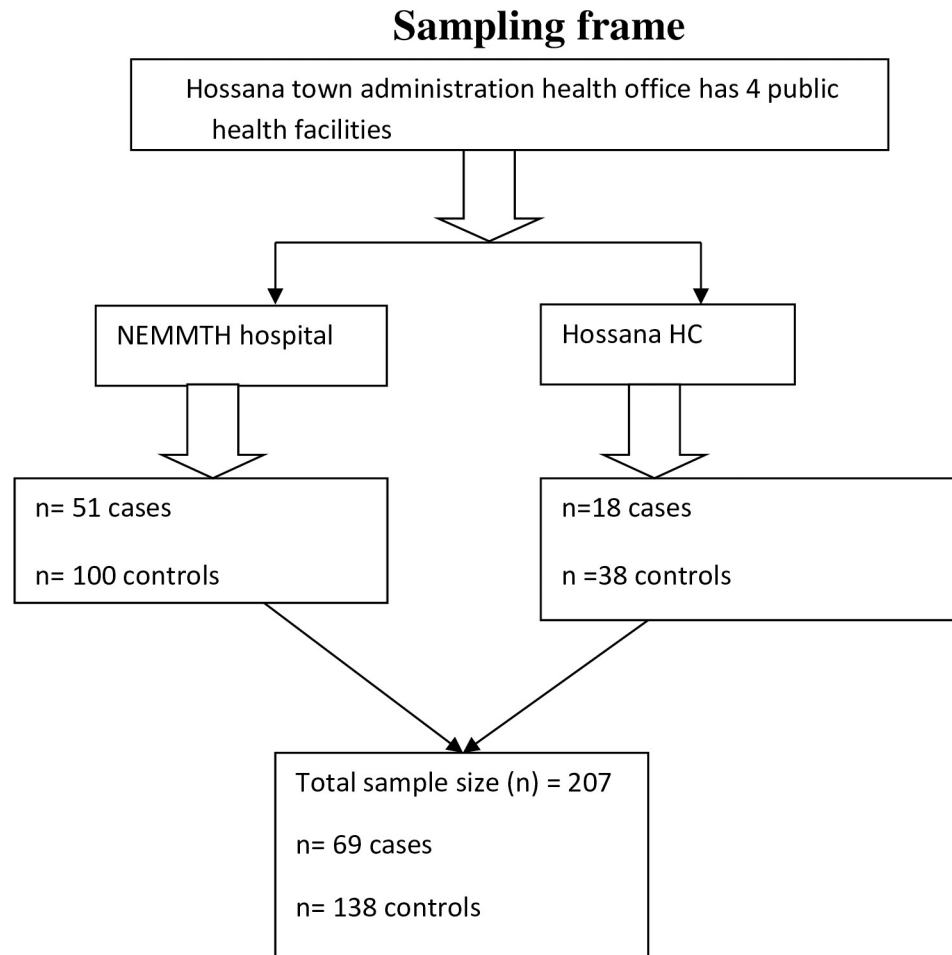 Sampling frame
Hossana town administration health office has 4 public
health facilities
NEMMTH hospital
Hossana HC
n= 51 cases
n= 100 controls
n=18 cases
n =38 controls
Total sample size (n) = 207
n= 69 cases
n= 138 controls